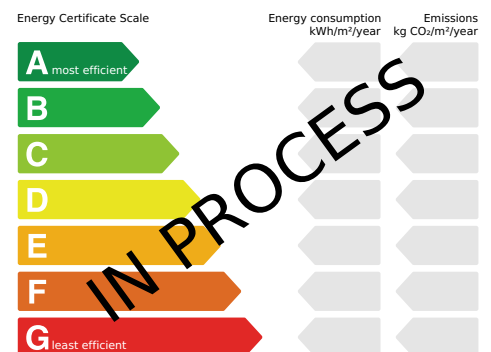 Energy Certificate Scale
Energy consumption
kWh/m²/year
Emissions
kg CO₂/m²/year
A most efficient
B
C
D
E
F
G least efficient
IN PROCESS